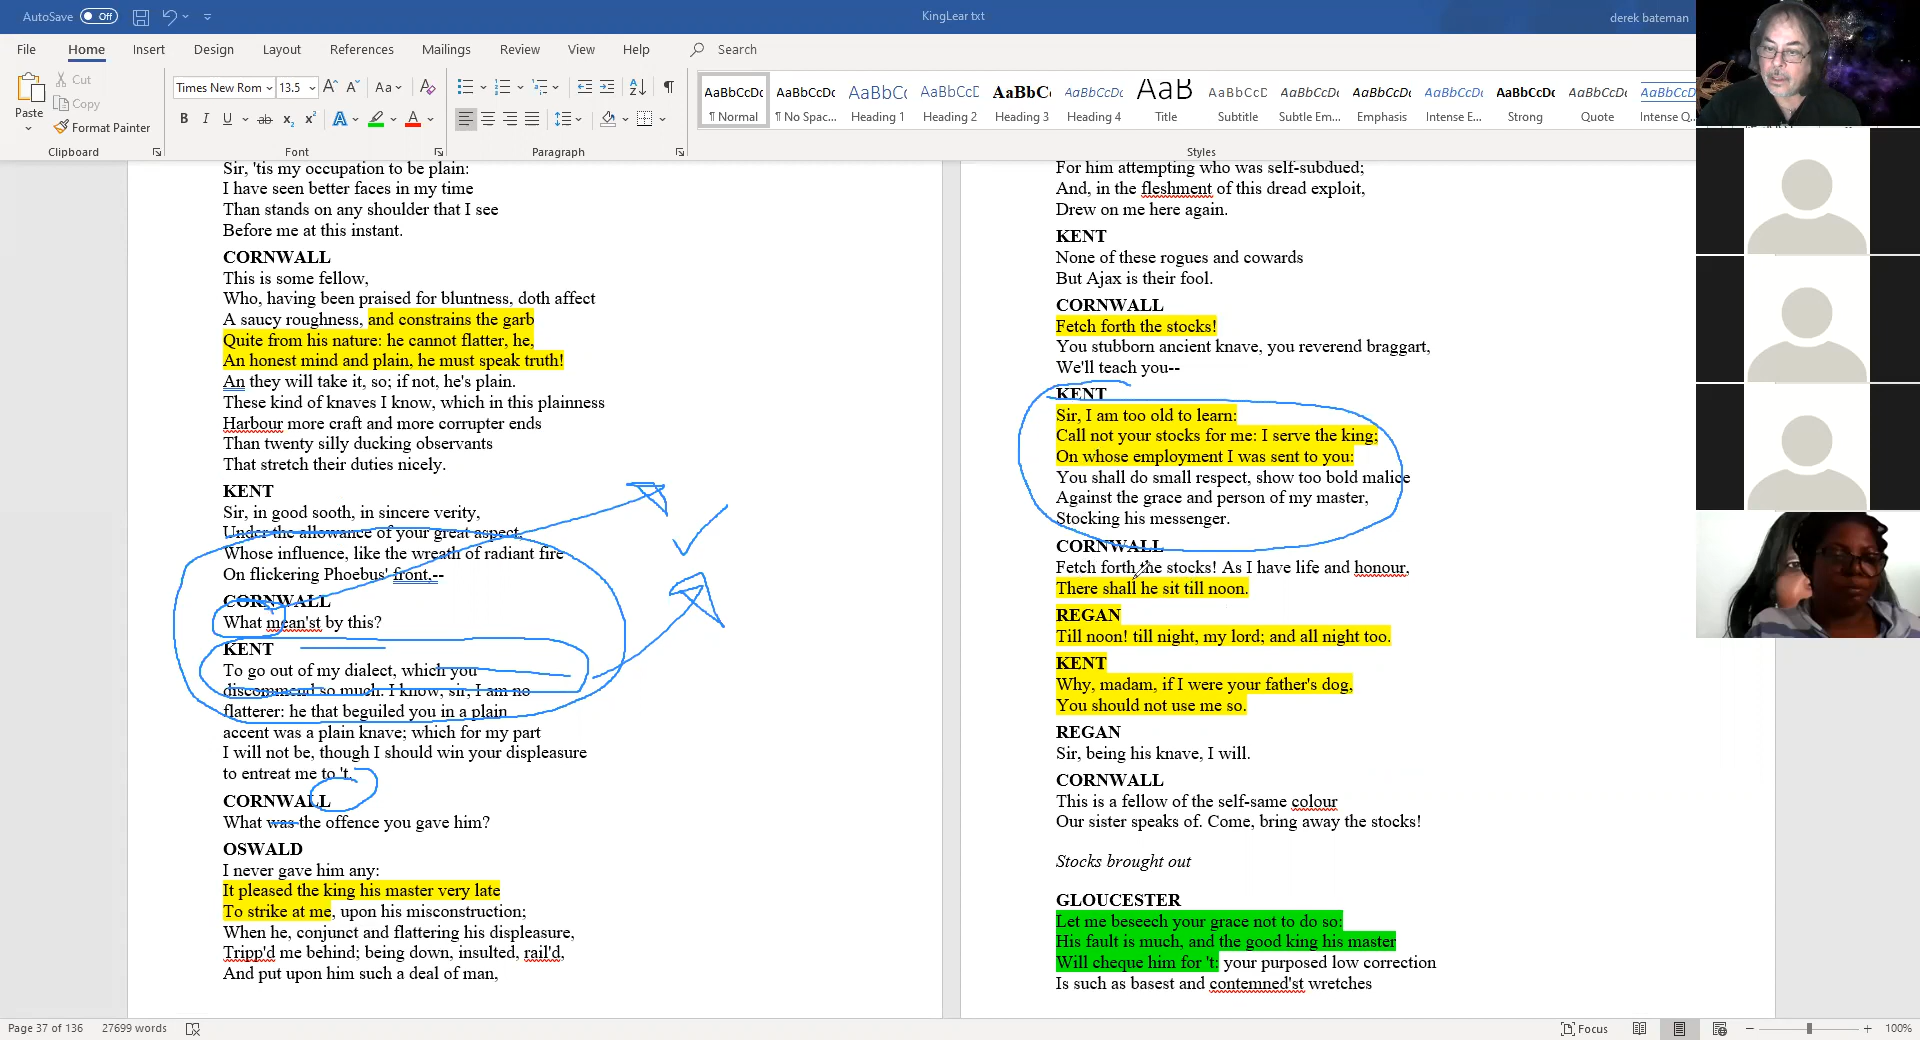 AutoSave Off
KingLear txt
derek bateman
File Home Insert Design Layout References Mailings Review View Help Search
Paste
Cut
Copy
Format Painter
Clipboard
Times New Rom 13.5
Font
Paragraph
AaBbCcDc AaBbCcDc AaBbCc AaBbCcD AaBbC AaBbCcDc AaB AaBbCcD AaBbCcDc AaBbCcDc AaBbCcDc AaBbCcDc AaBbCcDc AaBbCcDc
¶ Normal ¶ No Spac... Heading 1 Heading 2 Heading 3 Heading 4 Title Subtitle Subtle Em... Emphasis Intense E... Strong Quote Intense Q...
Styles
Sir, 'tis my occupation to be plain:
I have seen better faces in my time
Than stands on any shoulder that I see
Before me at this instant.
CORNWALL
This is some fellow,
Who, having been praised for bluntness, doth affect
A saucy roughness, and constrains the garb
Quite from his nature: he cannot flatter, he,
An honest mind and plain, he must speak truth!
An they will take it, so; if not, he's plain.
These kind of knaves I know, which in this plainness
Harbour more craft and more corrupter ends
Than twenty silly ducking observants
That stretch their duties nicely.
KENT
Sir, in good sooth, in sincere verity,
Under the allowance of your great aspect,
Whose influence, like the wreath of radiant fire
On flickering Phoebus' front,--
CORNWALL
What mean'st by this?
KENT
To go out of my dialect, which you
discommend so much. I know, sir, I am no
flatterer: he that beguiled you in a plain
accent was a plain knave; which for my part
I will not be, though I should win your displeasure
to entreat me to 't.
CORNWALL
What was the offence you gave him?
OSWALD
I never gave him any:
It pleased the king his master very late
To strike at me, upon his misconstruction;
When he, conjunct and flattering his displeasure,
Tripp'd me behind; being down, insulted, rail'd,
And put upon him such a deal of man,
For him attempting who was self-subdued;
And, in the fleshment of this dread exploit,
Drew on me here again.
KENT
None of these rogues and cowards
But Ajax is their fool.
CORNWALL
Fetch forth the stocks!
You stubborn ancient knave, you reverend braggart,
We'll teach you--
KENT
Sir, I am too old to learn:
Call not your stocks for me: I serve the king;
On whose employment I was sent to you:
You shall do small respect, show too bold malice
Against the grace and person of my master,
Stocking his messenger.
CORNWALL
Fetch forth the stocks! As I have life and honour,
There shall he sit till noon.
REGAN
Till noon! till night, my lord; and all night too.
KENT
Why, madam, if I were your father's dog,
You should not use me so.
REGAN
Sir, being his knave, I will.
CORNWALL
This is a fellow of the self-same colour
Our sister speaks of. Come, bring away the stocks!
Stocks brought out
GLOUCESTER
Let me beseech your grace not to do so:
His fault is much, and the good king his master
Will cheque him for 't: your purposed low correction
Is such as basest and contemned'st wretches
Page 37 of 136 27699 words
Focus
100%